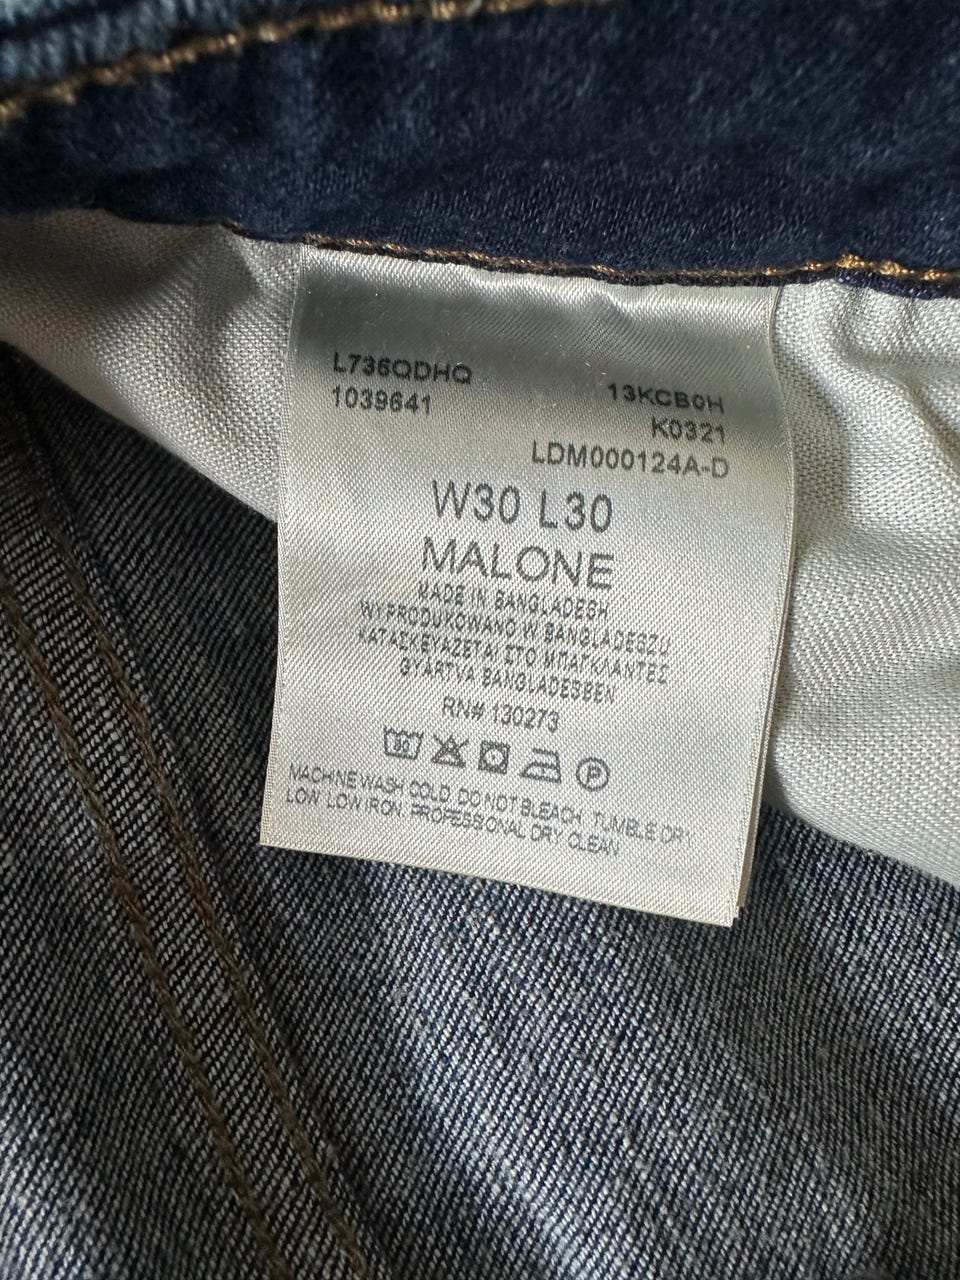 L736QDHQ
1039641
13KCB0H
K0321
LDM000124A-D
W30 L30
MALONE
MADE IN BANGLADESH
WYPRODUKOWANO W BANGLADESZU
ΚΑΤΑΣΚΕΥΑΖΕΤΑΙ ΣΤΟ ΜΠΑΓΚΛΑΝΤΕΣ
GYÁRTVA BANGLADESBEN
RN# 130273
30 P
MACHINE WASH COLD DO NOT BLEACH TUMBLE DRY
LOW LOW IRON. PROFESSIONAL DRY CLEAN